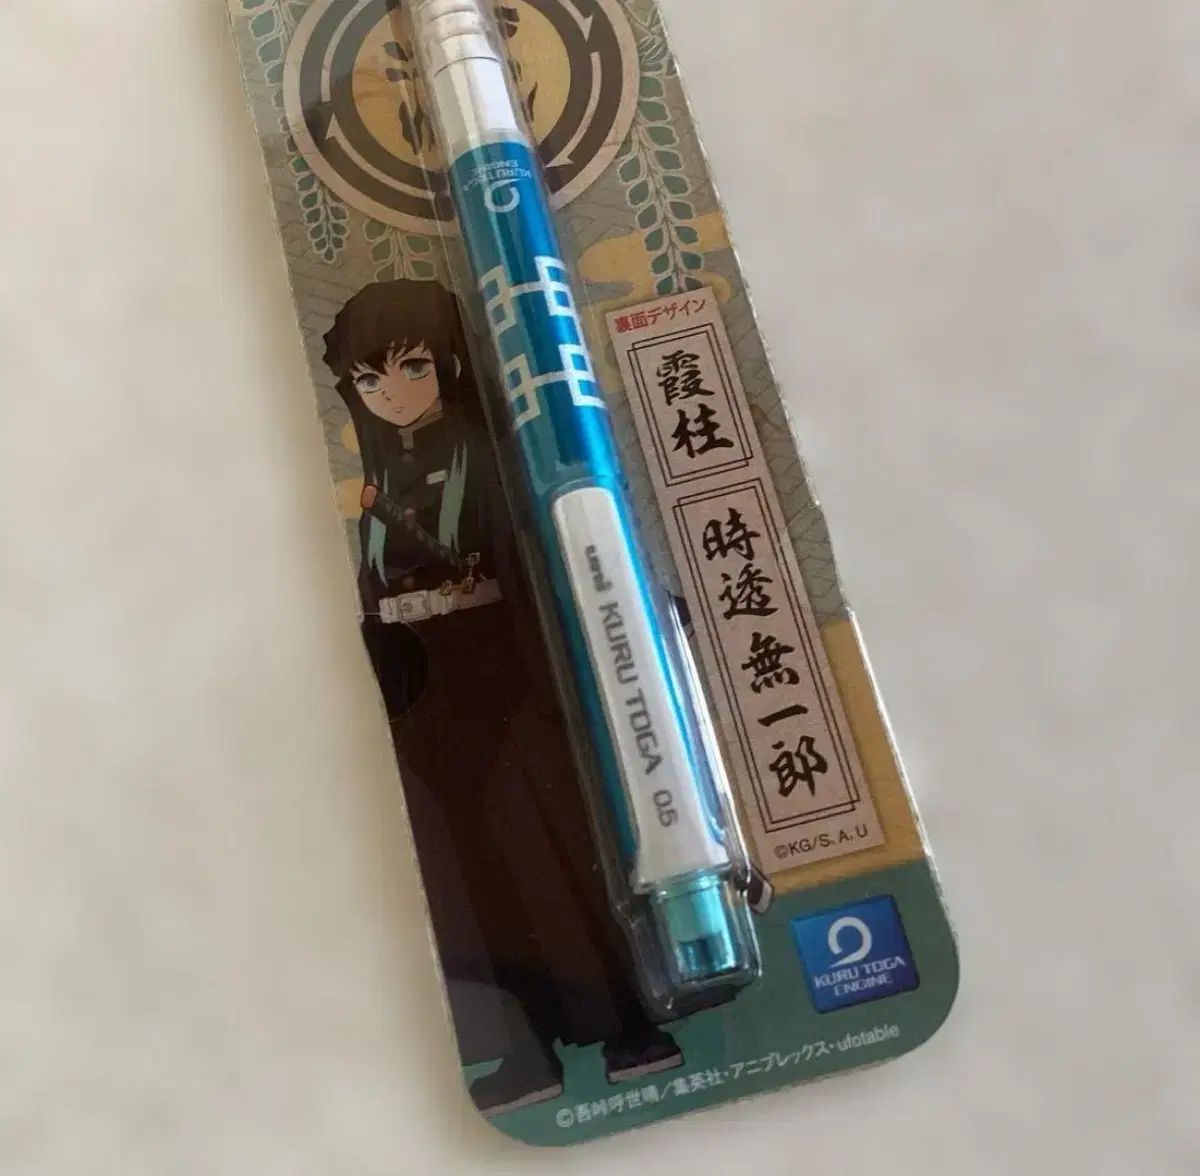 KURU TOGA
ENGINE
裏面デザイン
霞柱
時透無一郎
uni KURU TOGA 0.5
©KG/S, A, U
KURU TOGA
ENGINE
©吾峠呼世晴／集英社・アニプレックス・ufotable